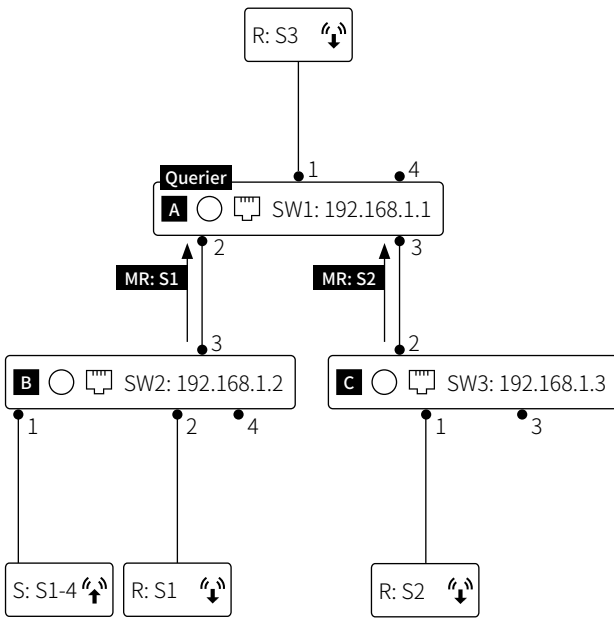 R: S3
1
4
Querier
A SW1: 192.168.1.1
2
3
MR: S1
MR: S2
3
2
B SW2: 192.168.1.2
C SW3: 192.168.1.3
1
2
4
1
3
S: S1-4
R: S1
R: S2